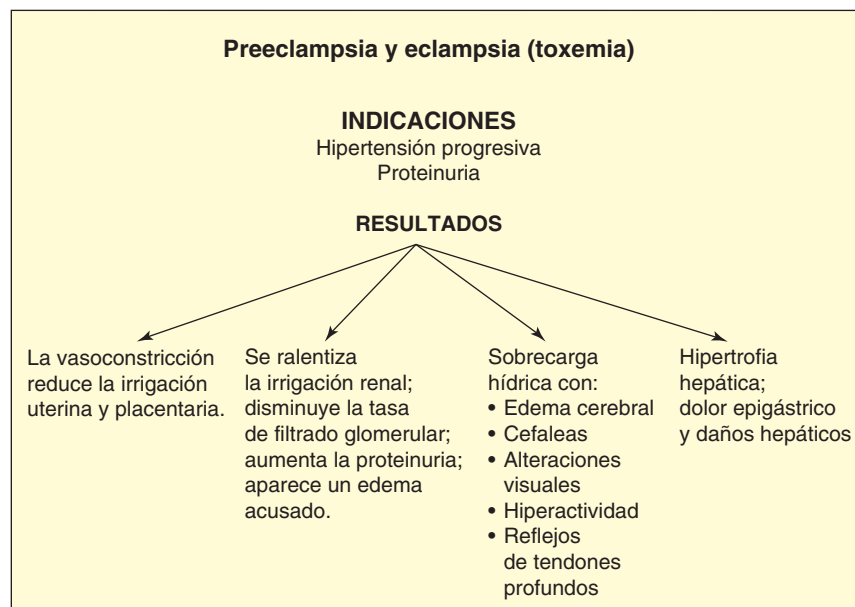 Preeclampsia y eclampsia (toxemia)
INDICACIONES
Hipertensión progresiva
Proteinuria
RESULTADOS
La vasoconstricción
reduce la irrigación
uterina y placentaria.
Se ralentiza
la irrigación renal;
disminuye la tasa
de filtrado glomerular;
aumenta la proteinuria;
aparece un edema
acusado.
Sobrecarga
hídrica con:
• Edema cerebral
• Cefaleas
• Alteraciones
visuales
• Hiperactividad
• Reflejos
de tendones
profundos
Hipertrofia
hepática;
dolor epigástrico
y daños hepáticos